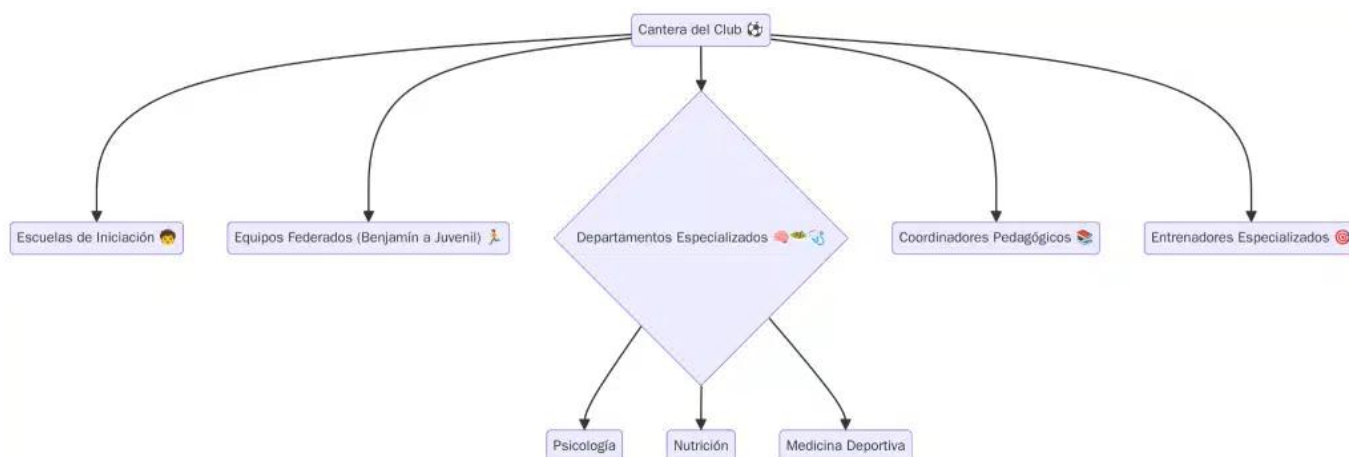 Cantera del Club ⚽
Escuelas de Iniciación 🧒
Equipos Federados (Benjamín a Juvenil) 🏃
Departamentos Especializados 🧠🥗🩺
Coordinadores Pedagógicos 📚
Entrenadores Especializados 🎯
Psicología
Nutrición
Medicina Deportiva